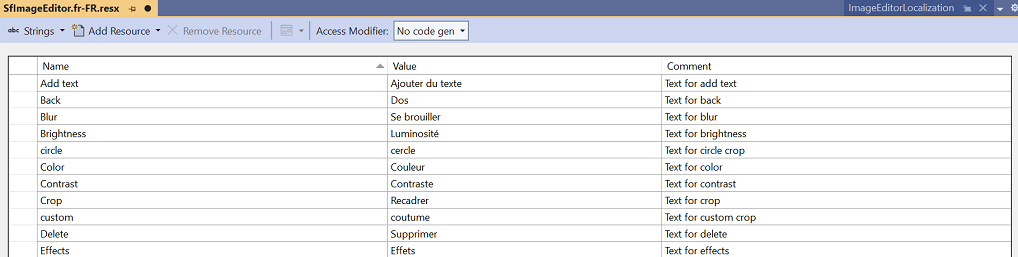 SfImageEditor.fr-FR.resx ImageEditorLocalization
abc Strings Add Resource Remove Resource Access Modifier: No code gen
Name Value Comment
Add text Ajouter du texte Text for add text
Back Dos Text for back
Blur Se brouiller Text for blur
Brightness Luminosité Text for brightness
circle cercle Text for circle crop
Color Couleur Text for color
Contrast Contraste Text for contrast
Crop Recadrer Text for crop
custom coutume Text for custom crop
Delete Supprimer Text for delete
Effects Effets Text for effects